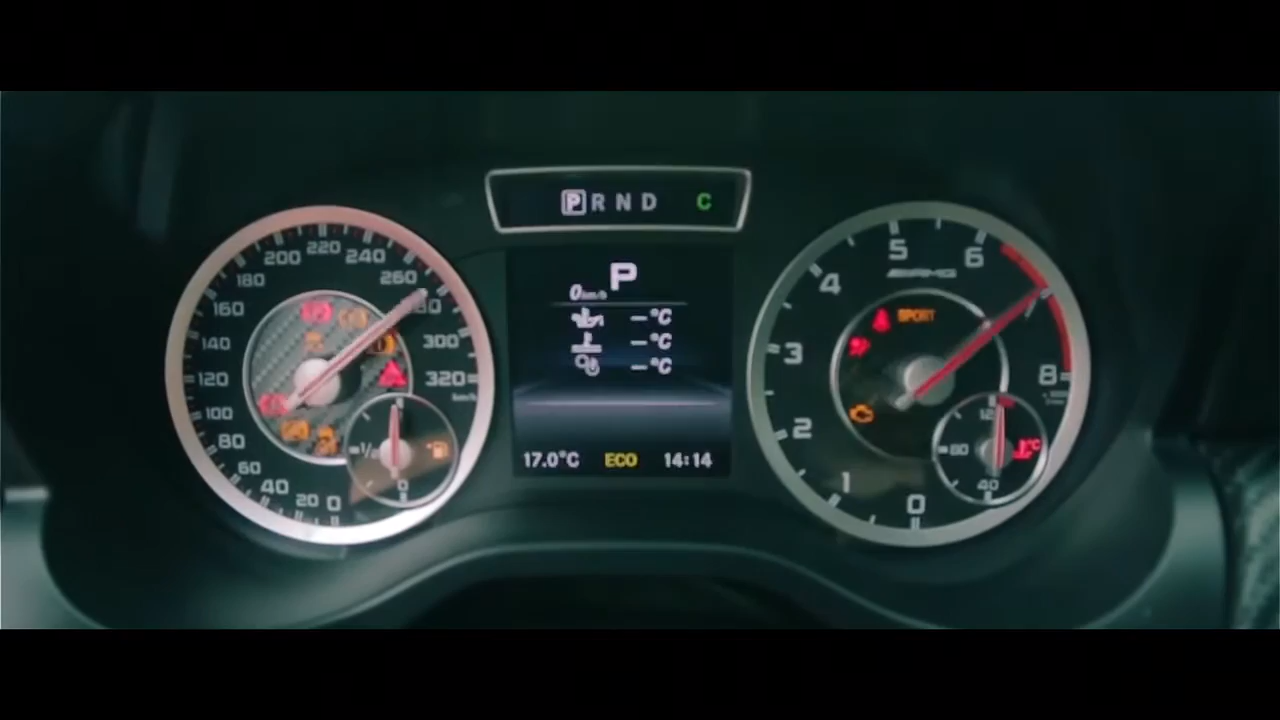 P R N D C
220
200 240
180 260
160
140 300
120 320
km/h
100
80
60
40
20 0
1/2
0
P
0 km/h
–°C
–°C
–°C
17.0°C ECO 14:14
5 6
AMG
4
SPORT
3
8
2
1
0
12
80
°C
40